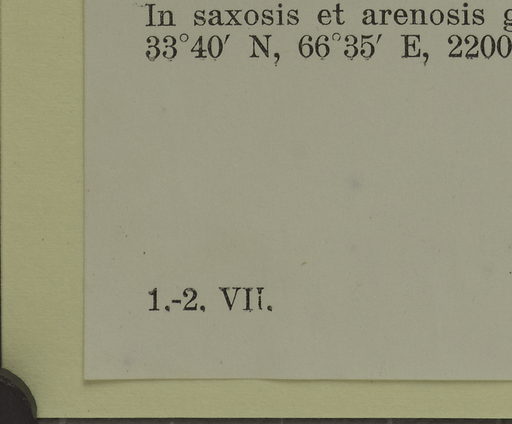 In saxosis et arenosis g
33°40′ N, 66°35′ E, 2200
1.-2. VII.